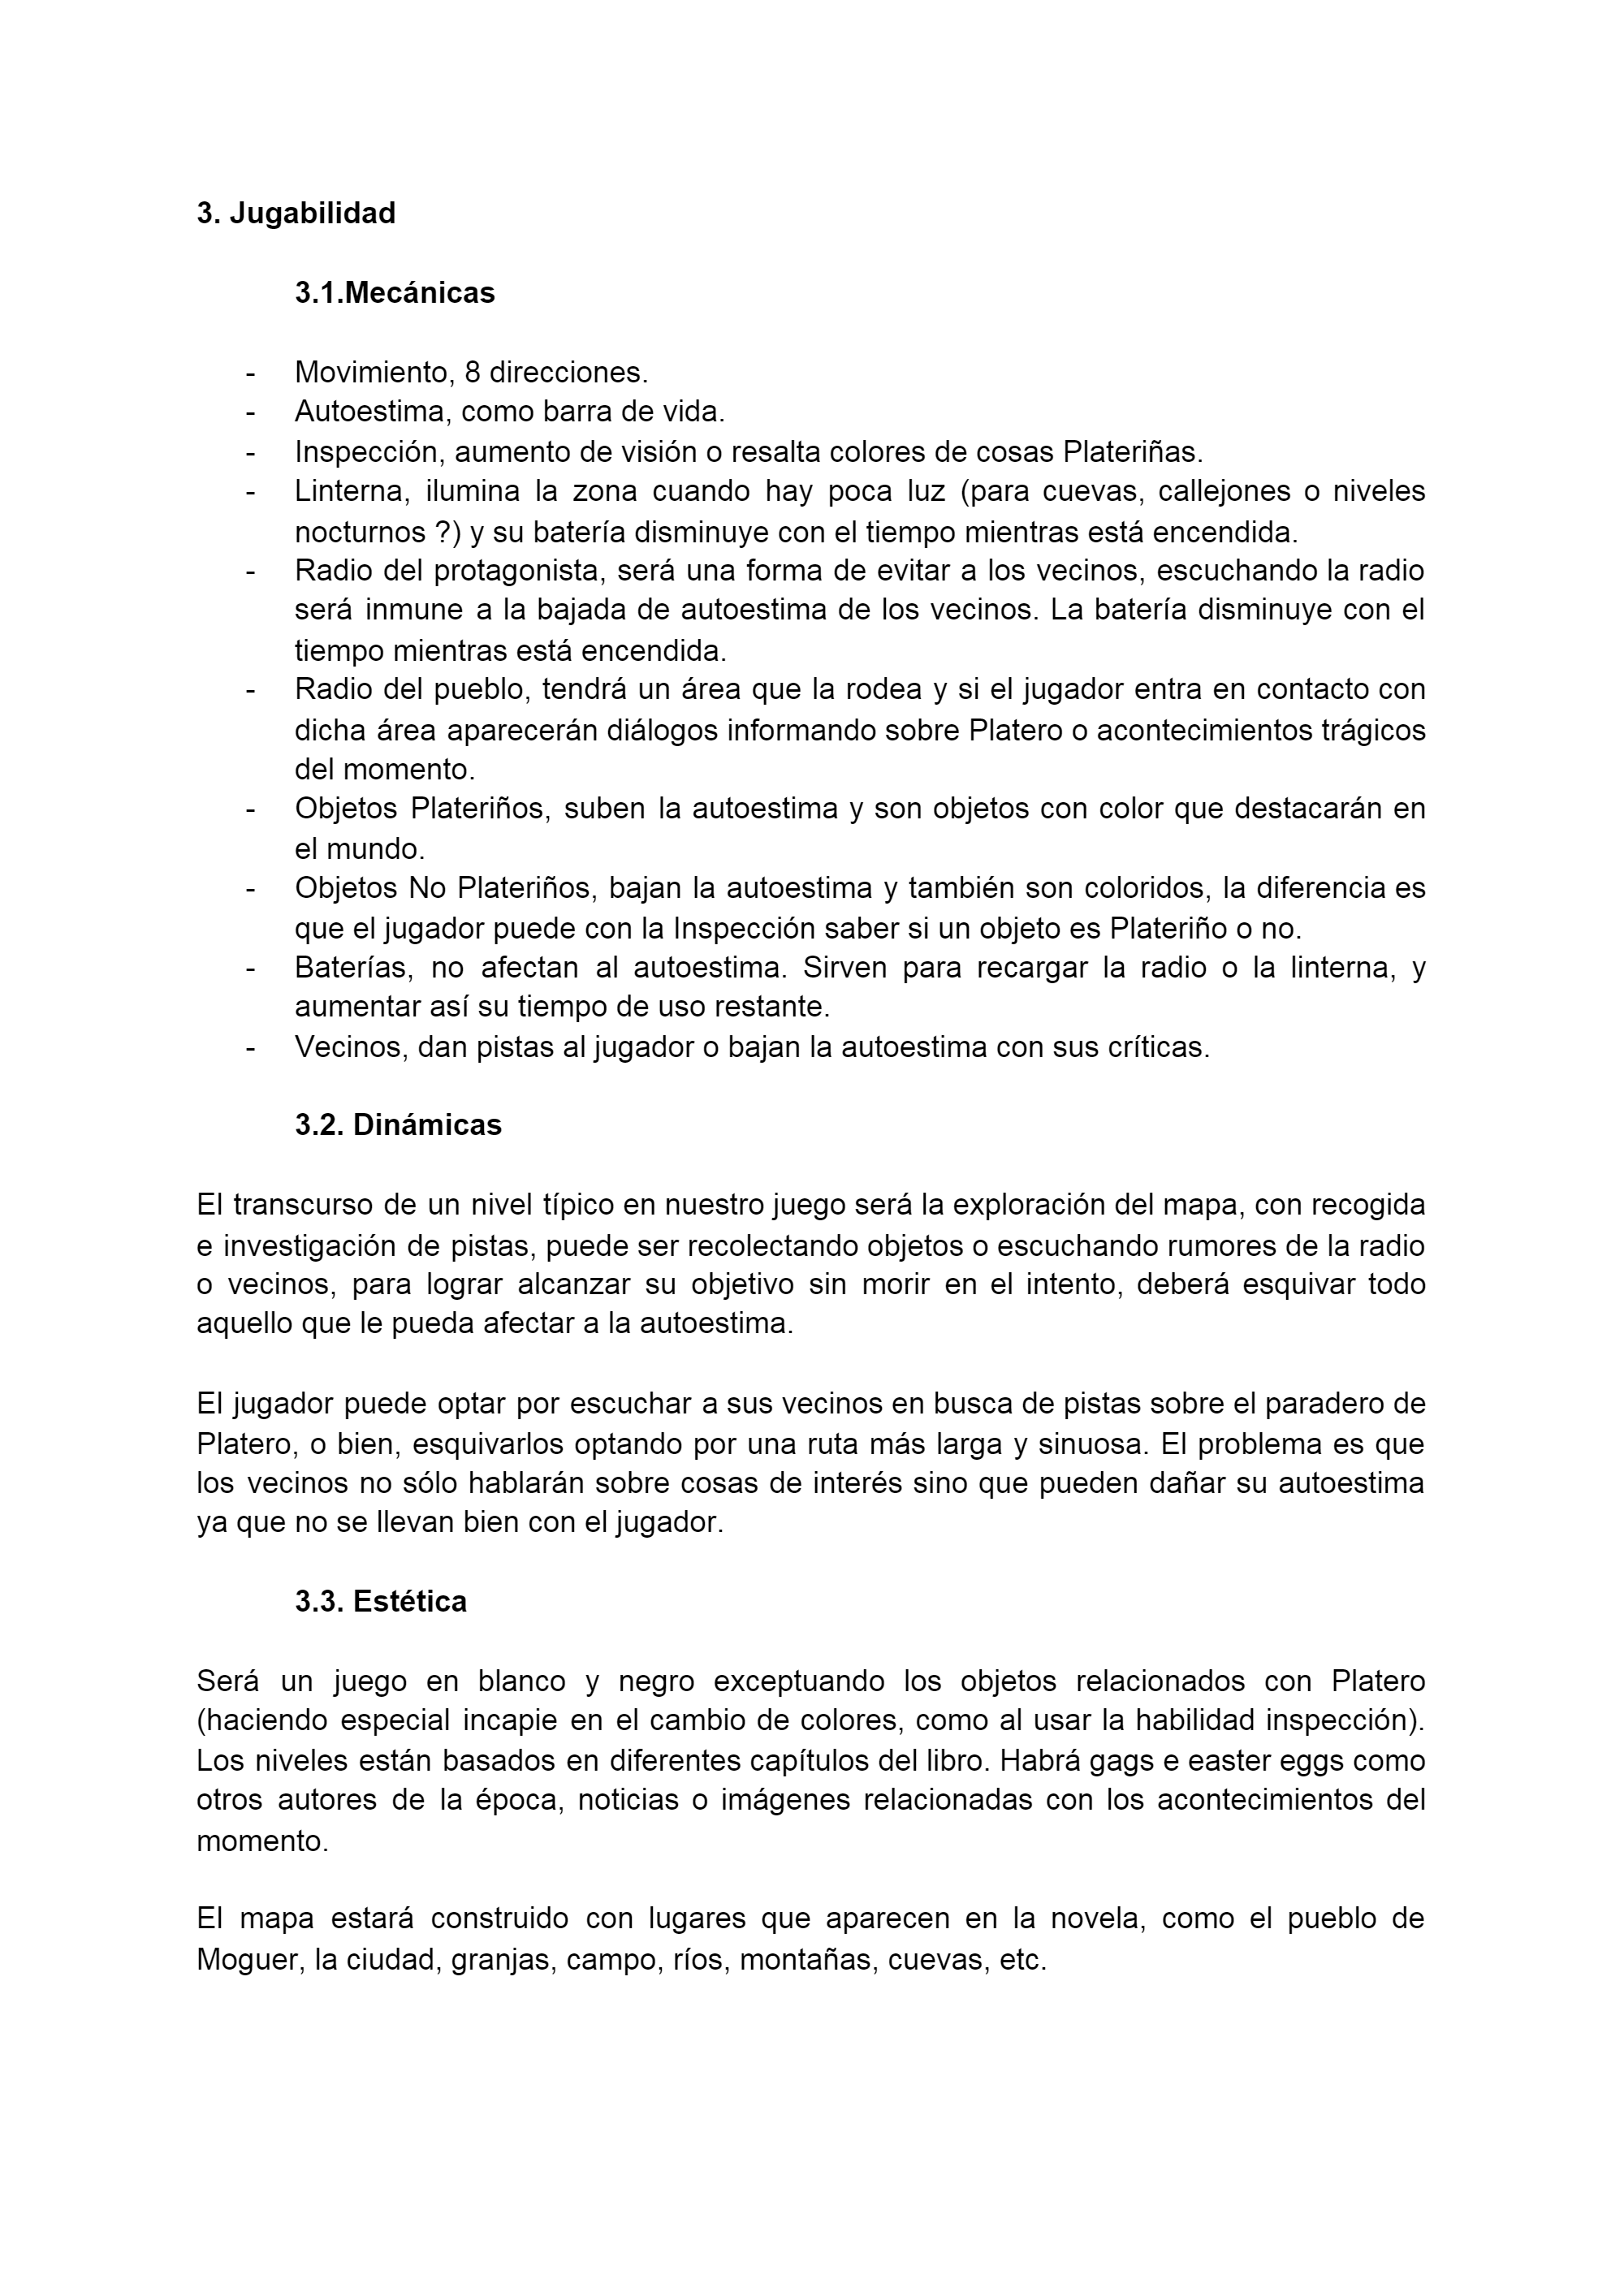 3. Jugabilidad
3.1.Mecánicas
- Movimiento, 8 direcciones.
- Autoestima, como barra de vida.
- Inspección, aumento de visión o resalta colores de cosas Plateriñas.
- Linterna, ilumina la zona cuando hay poca luz (para cuevas, callejones o niveles
nocturnos ?) y su batería disminuye con el tiempo mientras está encendida.
- Radio del protagonista, será una forma de evitar a los vecinos, escuchando la radio
será inmune a la bajada de autoestima de los vecinos. La batería disminuye con el
tiempo mientras está encendida.
- Radio del pueblo, tendrá un área que la rodea y si el jugador entra en contacto con
dicha área aparecerán diálogos informando sobre Platero o acontecimientos trágicos
del momento.
- Objetos Plateriños, suben la autoestima y son objetos con color que destacarán en
el mundo.
- Objetos No Plateriños, bajan la autoestima y también son coloridos, la diferencia es
que el jugador puede con la Inspección saber si un objeto es Plateriño o no.
- Baterías, no afectan al autoestima. Sirven para recargar la radio o la linterna, y
aumentar así su tiempo de uso restante.
- Vecinos, dan pistas al jugador o bajan la autoestima con sus críticas.
3.2. Dinámicas
El transcurso de un nivel típico en nuestro juego será la exploración del mapa, con recogida
e investigación de pistas, puede ser recolectando objetos o escuchando rumores de la radio
o vecinos, para lograr alcanzar su objetivo sin morir en el intento, deberá esquivar todo
aquello que le pueda afectar a la autoestima.
El jugador puede optar por escuchar a sus vecinos en busca de pistas sobre el paradero de
Platero, o bien, esquivarlos optando por una ruta más larga y sinuosa. El problema es que
los vecinos no sólo hablarán sobre cosas de interés sino que pueden dañar su autoestima
ya que no se llevan bien con el jugador.
3.3. Estética
Será un juego en blanco y negro exceptuando los objetos relacionados con Platero
(haciendo especial incapie en el cambio de colores, como al usar la habilidad inspección).
Los niveles están basados en diferentes capítulos del libro. Habrá gags e easter eggs como
otros autores de la época, noticias o imágenes relacionadas con los acontecimientos del
momento.
El mapa estará construido con lugares que aparecen en la novela, como el pueblo de
Moguer, la ciudad, granjas, campo, ríos, montañas, cuevas, etc.